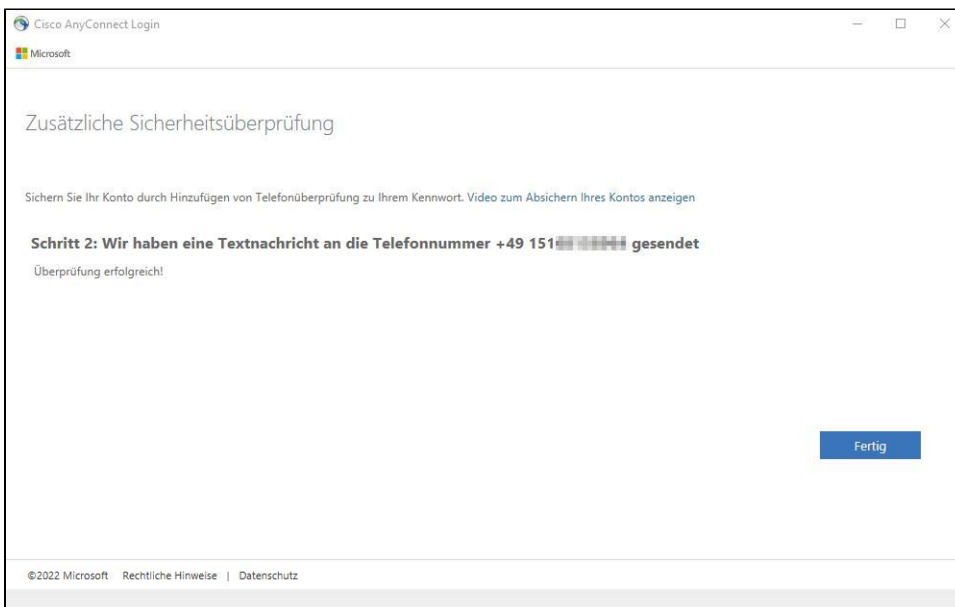 Cisco AnyConnect Login
Microsoft
Zusätzliche Sicherheitsüberprüfung
Sichern Sie Ihr Konto durch Hinzufügen von Telefonüberprüfung zu Ihrem Kennwort. Video zum Absichern Ihres Kontos anzeigen
Schritt 2: Wir haben eine Textnachricht an die Telefonnummer +49 151 gesendet
Überprüfung erfolgreich!
Fertig
©2022 Microsoft Rechtliche Hinweise | Datenschutz